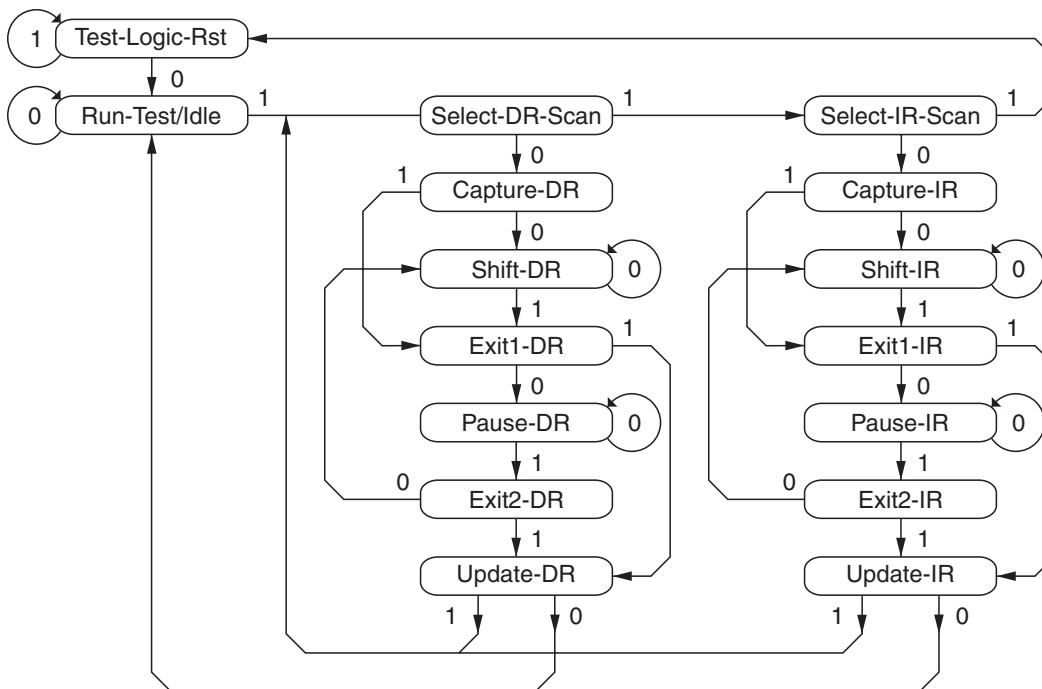 1
Test-Logic-Rst
0
0
Run-Test/Idle
1
Select-DR-Scan
1
Select-IR-Scan
1
0
0
1
Capture-DR
1
Capture-IR
0
0
Shift-DR
0
Shift-IR
0
1
1
Exit1-DR
1
Exit1-IR
1
0
0
Pause-DR
0
Pause-IR
0
1
1
0
Exit2-DR
0
Exit2-IR
1
1
Update-DR
Update-IR
1
0
1
0